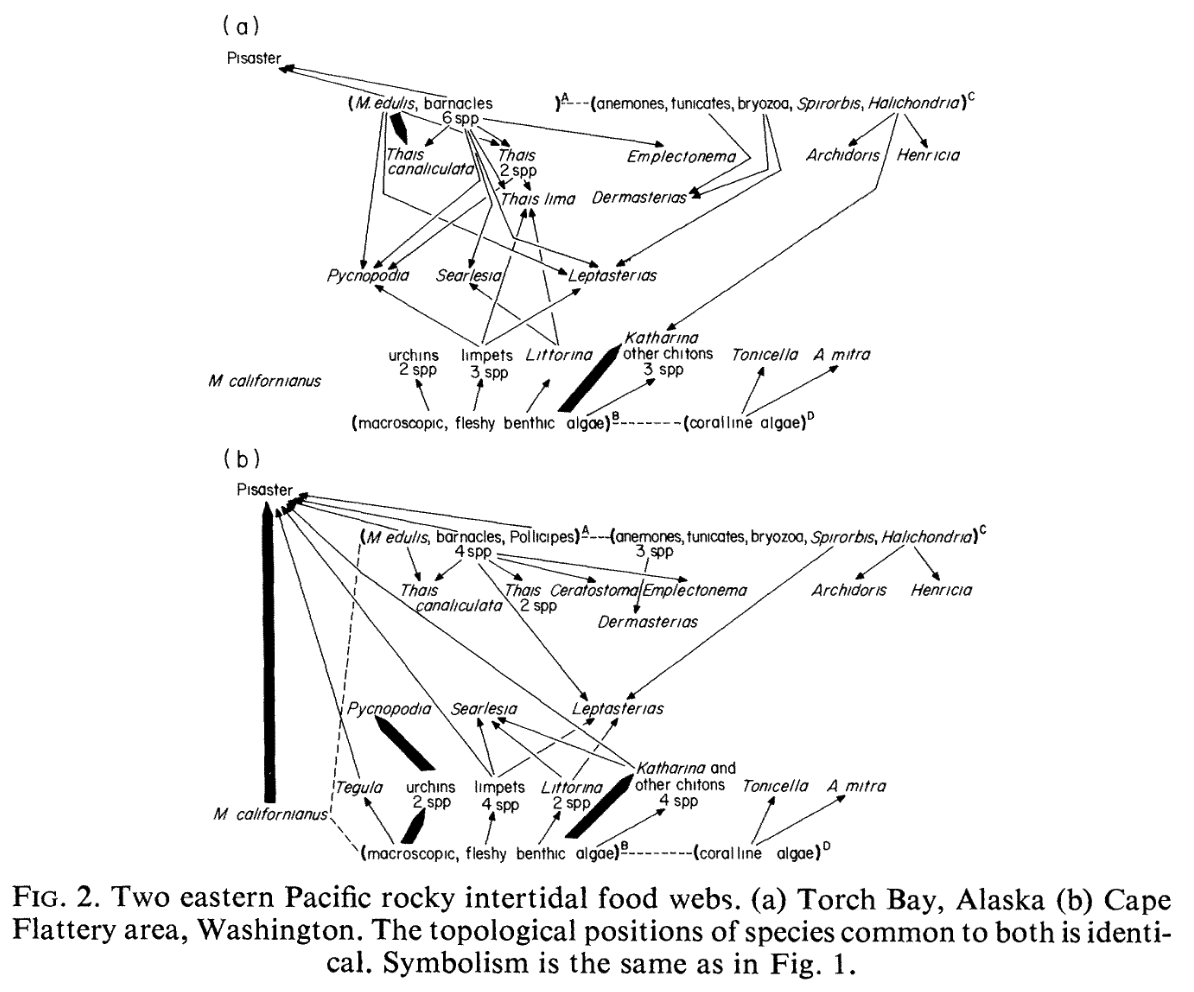 (a)
Pisaster
(M. edulis, barnacles )A---(anemones, tunicates, bryozoa, Spirorbis, Halichondria)C
6 spp
Thais Thais Emplectonema Archidoris Henricia
canaliculata 2 spp
Thais lima Dermasterias
Pycnopodia Searlesia Leptasterias
Katharina
urchins limpets Littorina other chitons Tonicella A mitra
2 spp 3 spp 3 spp
M californianus
(macroscopic, fleshy benthic algae)B--------(coralline algae)D
(b)
Pisaster
(M edulis, barnacles, Pollicipes)A---(anemones, tunicates, bryozoa, Spirorbis, Halichondria)C
4 spp 3 spp
Thais Thais Ceratostoma Emplectonema Archidoris Henricia
canaliculata 2 spp
Dermasterias
Pycnopodia Searlesia Leptasterias
Katharina and
Tegula urchins limpets Littorina other chitons Tonicella A mitra
2 spp 4 spp 2 spp 4 spp
M californianus
(macroscopic, fleshy benthic algae)B--------(coralline algae)D
FIG. 2. Two eastern Pacific rocky intertidal food webs. (a) Torch Bay, Alaska (b) Cape
Flattery area, Washington. The topological positions of species common to both is identi-
cal. Symbolism is the same as in Fig. 1.